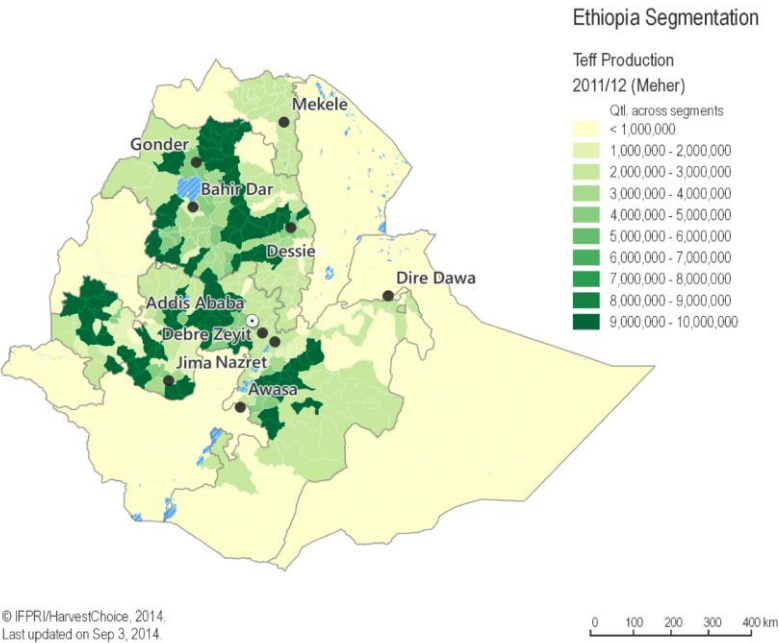 Ethiopia Segmentation
Teff Production
2011/12 (Meher)
Qtl. across segments
< 1,000,000
1,000,000 - 2,000,000
2,000,000 - 3,000,000
3,000,000 - 4,000,000
4,000,000 - 5,000,000
5,000,000 - 6,000,000
6,000,000 - 7,000,000
7,000,000 - 8,000,000
8,000,000 - 9,000,000
9,000,000 - 10,000,000
Mekele
Gonder
Bahir Dar
Dessie
Dire Dawa
Addis Ababa
Debre Zeyit
Jima Nazret
Awasa
© IFPRI/HarvestChoice, 2014.
Last updated on Sep 3, 2014.
0 100 200 300 400 km